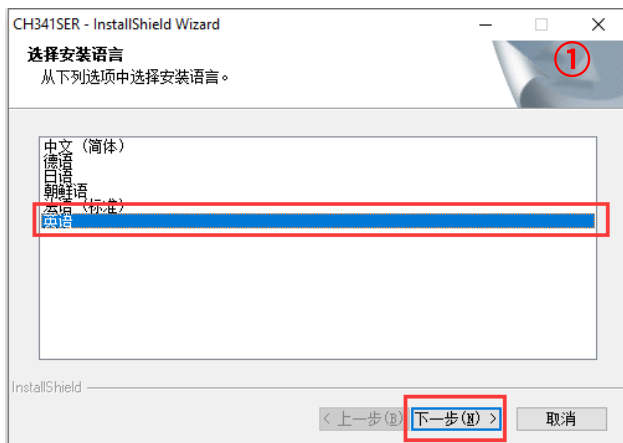 CH341SER - InstallShield Wizard
选择安装语言
从下列选项中选择安装语言。
①
中文 (简体)
德语
日语
朝鲜语
法语 (标准)
英语
InstallShield
< 上一步(B) 下一步(N) > 取消